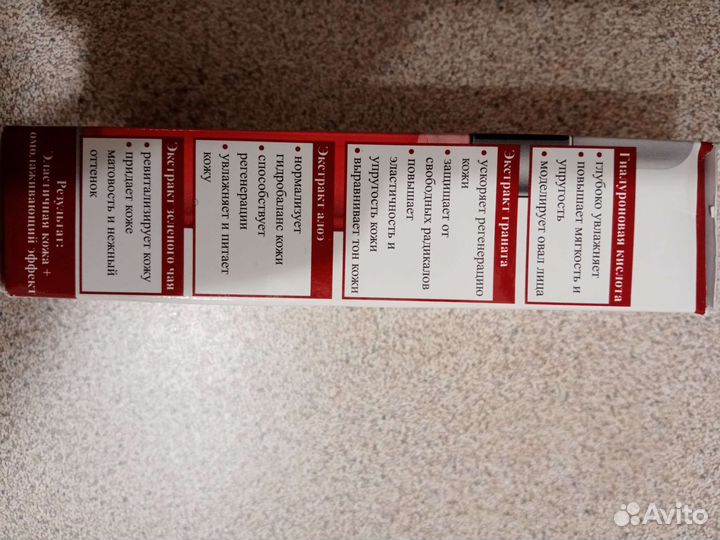 Гиалуроновая кислота
• глубоко увлажняет
• повышает мягкость и
упругость
• моделирует овал лица
Экстракт граната
• ускоряет регенерацию
кожи
• защищает от
свободных радикалов
• повышает
эластичность и
упругость кожи
• выравнивает тон кожи
Экстракт алоэ
• нормализует
гидробаланс кожи
• способствует
регенерации
• увлажняет и питает
кожу
Экстракт зеленого чая
• ревитализирует кожу
• придает коже
матовость и нежный
оттенок
Результат:
Эластичная кожа +
омолаживающий эффект
Avito